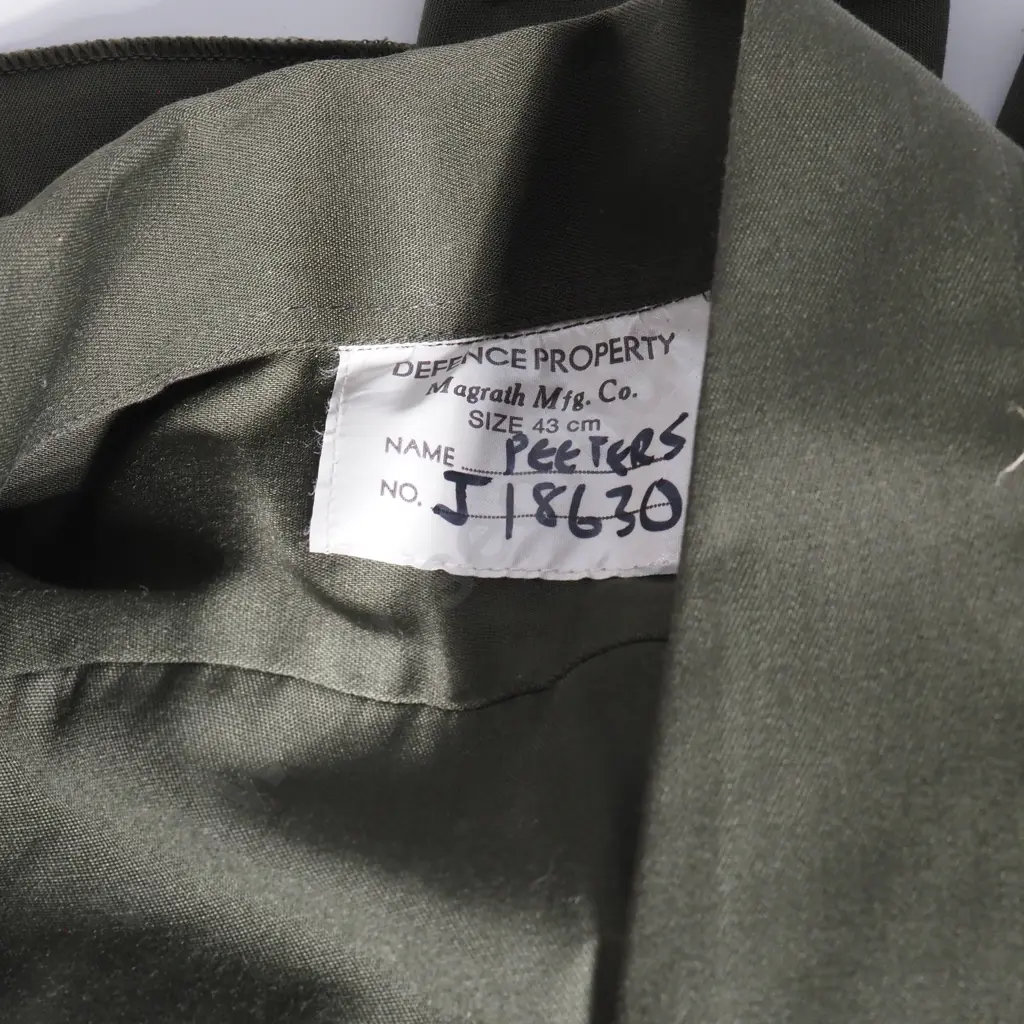 DEFENCE PROPERTY
Magrath Mfg. Co.
SIZE 43 cm
NAME PEETERS
NO. J18630